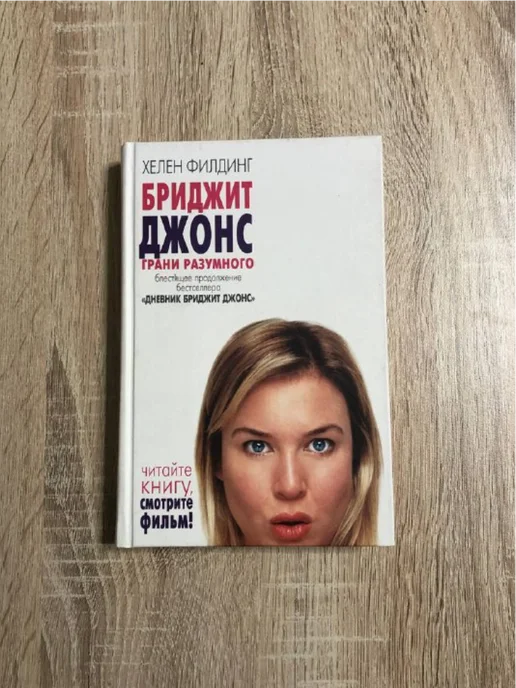 ХЕЛЕН ФИЛДИНГ
БРИДЖИТ
ДЖОНС
ГРАНИ РАЗУМНОГО
блестящее продолжение
бестселлера
«ДНЕВНИК БРИДЖИТ ДЖОНС»
читайте
книгу,
смотрите
фильм!